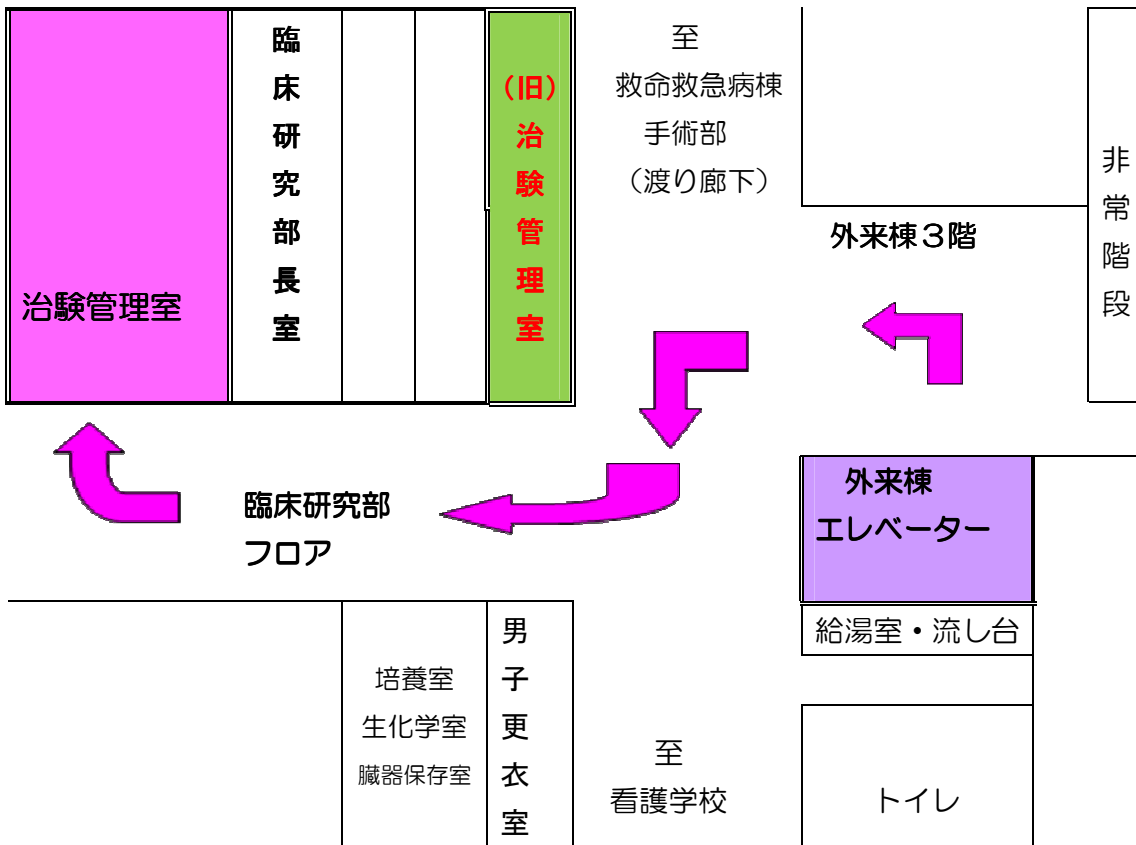 臨床研究部長室
(旧)治験管理室
至
救命救急病棟
手術部
（渡り廊下）
非常階段
外来棟３階
治験管理室
外来棟
エレベーター
臨床研究部
フロア
給湯室・流し台
男子更衣室
培養室
生化学室
臓器保存室
至
看護学校
トイレ